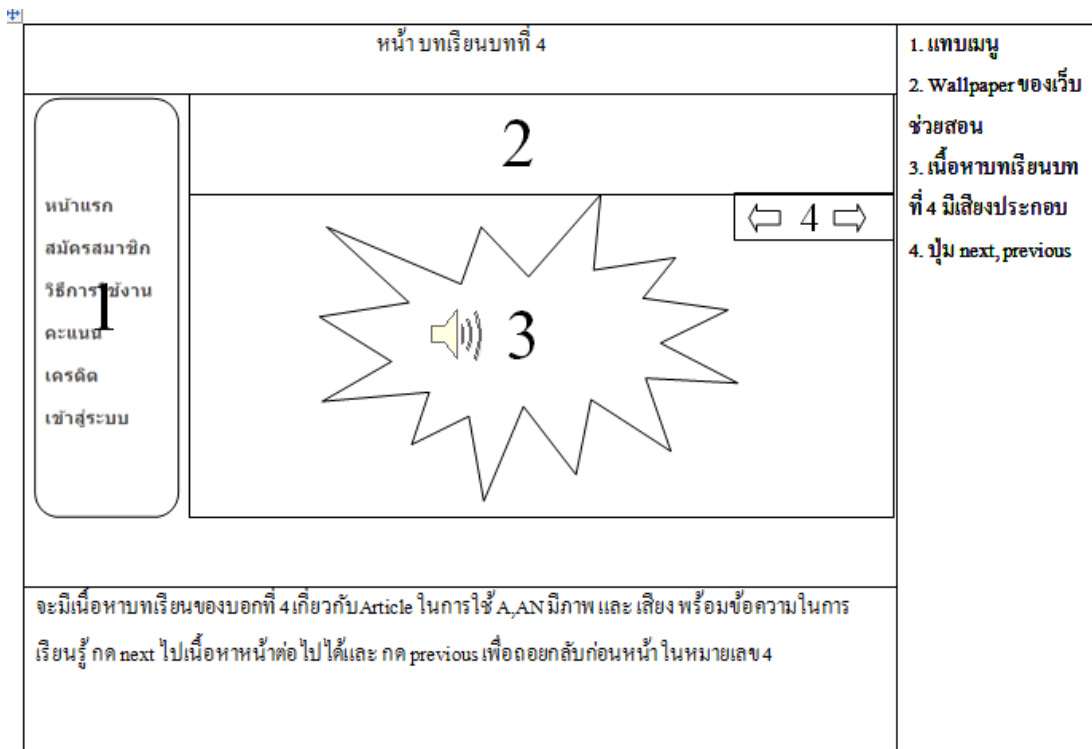 หน้า บทเรียนบทที่ 4
1. แทบเมนู
2. Wallpaper ของเว็บ
ช่วยสอน
3. เนื้อหาบทเรียนบท
ที่ 4 มีเสียงประกอบ
4. ปุ่ม next, previous
2
หน้าแรก
สมัครสมาชิก
วิธีการใช้งาน
คะแนน
เครดิต
เข้าสู่ระบบ
1
3
4
จะมีเนื้อหาบทเรียนของบอกที่ 4 เกี่ยวกับ Article ในการใช้ A,AN มีภาพ และ เสียง พร้อมข้อความในการ
เรียนรู้ กด next ไปเนื้อหาหน้าต่อไปได้และ กด previous เพื่อถอยกลับก่อนหน้า ในหมายเลข 4